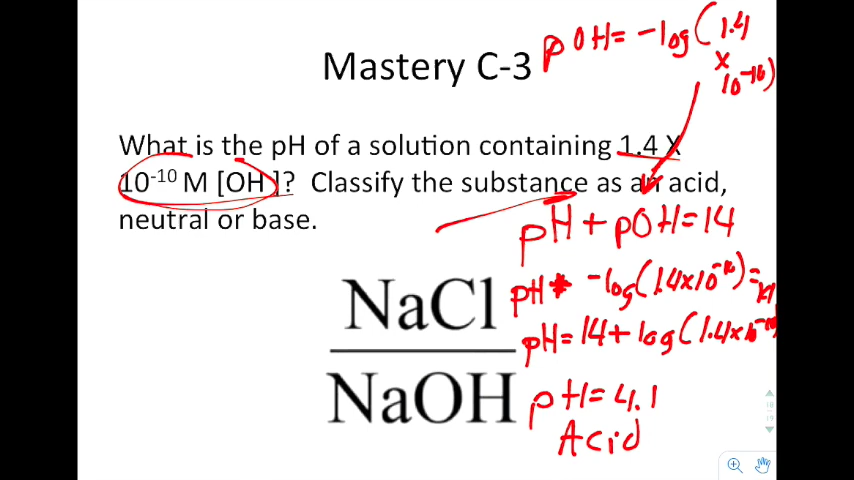 Mastery C-3
pOH= -log(1.4
x
10⁻¹⁰)
What is the pH of a solution containing 1.4 X
10⁻¹⁰ M [OH ]? Classify the substance as an acid,
neutral or base.
pH + pOH=14
pH -log(1.4x10⁻¹⁰)=
pH= 14+ log(1.4x10⁻¹⁰
NaCl
NaOH
pH= 4.1
Acid